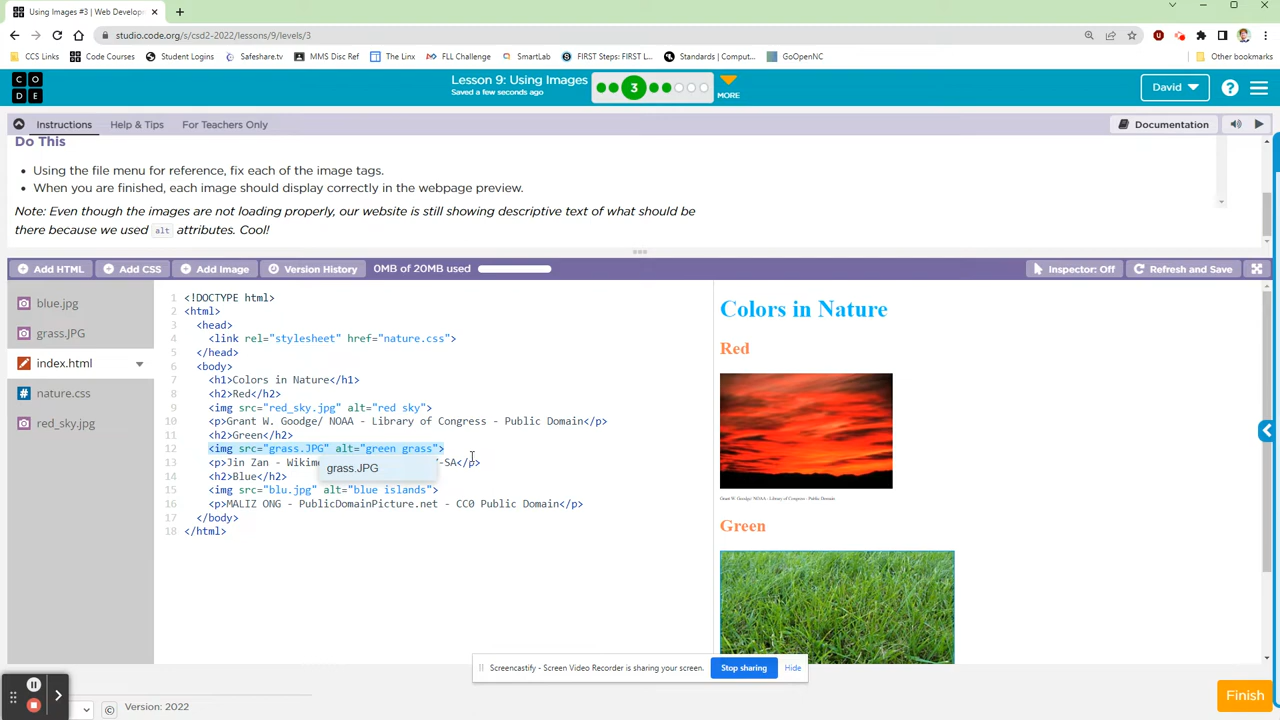 Using Images #3 | Web Develop
studio.code.org/s/csd2-2022/lessons/9/levels/3
CCS Links
Code Courses
Student Logins
Safeshare.tv
MMS Disc Ref
The Linx
FLL Challenge
SmartLab
FIRST Steps: FIRST L...
Standards | Comput...
GoOpenNC
Other bookmarks
C O
D E
Lesson 9: Using Images
Saved a few seconds ago
3
MORE
David
?
Instructions
Help & Tips
For Teachers Only
Documentation
Do This
Using the file menu for reference, fix each of the image tags.
When you are finished, each image should display correctly in the webpage preview.
Note: Even though the images are not loading properly, our website is still showing descriptive text of what should be
there because we used alt attributes. Cool!
Add HTML
Add CSS
Add Image
Version History
0MB of 20MB used
Inspector: Off
Refresh and Save
blue.jpg
grass.JPG
index.html
nature.css
red_sky.jpg
1 <!DOCTYPE html>
2 <html>
3 <head>
4 <link rel="stylesheet" href="nature.css">
5 </head>
6 <body>
7 <h1>Colors in Nature</h1>
8 <h2>Red</h2>
9 <img src="red_sky.jpg" alt="red sky">
10 <p>Grant W. Goodge/ NOAA - Library of Congress - Public Domain</p>
11 <h2>Green</h2>
12 <img src="grass.JPG" alt="green grass">
13 <p>Jin Zan - Wikime -SA</p>
grass.JPG
14 <h2>Blue</h2>
15 <img src="blu.jpg" alt="blue islands">
16 <p>MALIZ ONG - PublicDomainPicture.net - CC0 Public Domain</p>
17 </body>
18 </html>
Colors in Nature
Red
Grant W. Goodge/ NOAA - Library of Congress - Public Domain
Green
Screencastify - Screen Video Recorder is sharing your screen.
Stop sharing
Hide
Version: 2022
Finish